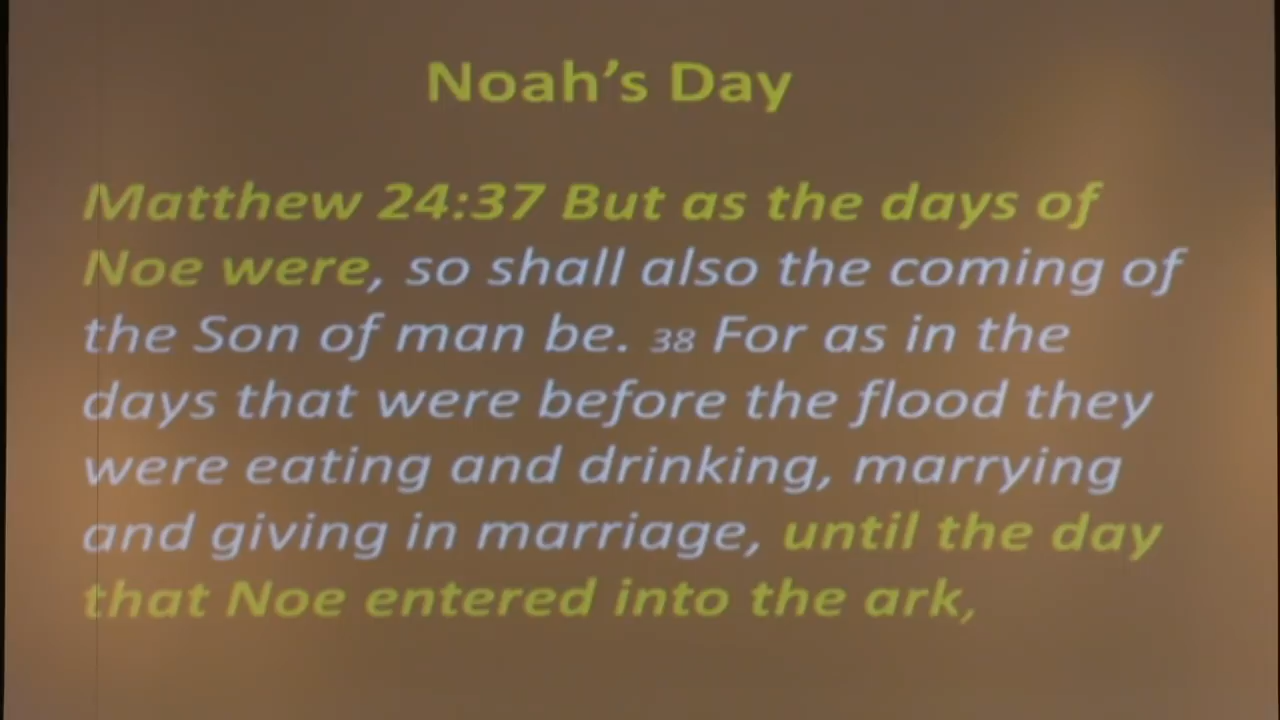 Noah's Day
Matthew 24:37 But as the days of
Noe were, so shall also the coming of
the Son of man be. 38 For as in the
days that were before the flood they
were eating and drinking, marrying
and giving in marriage, until the day
that Noe entered into the ark,